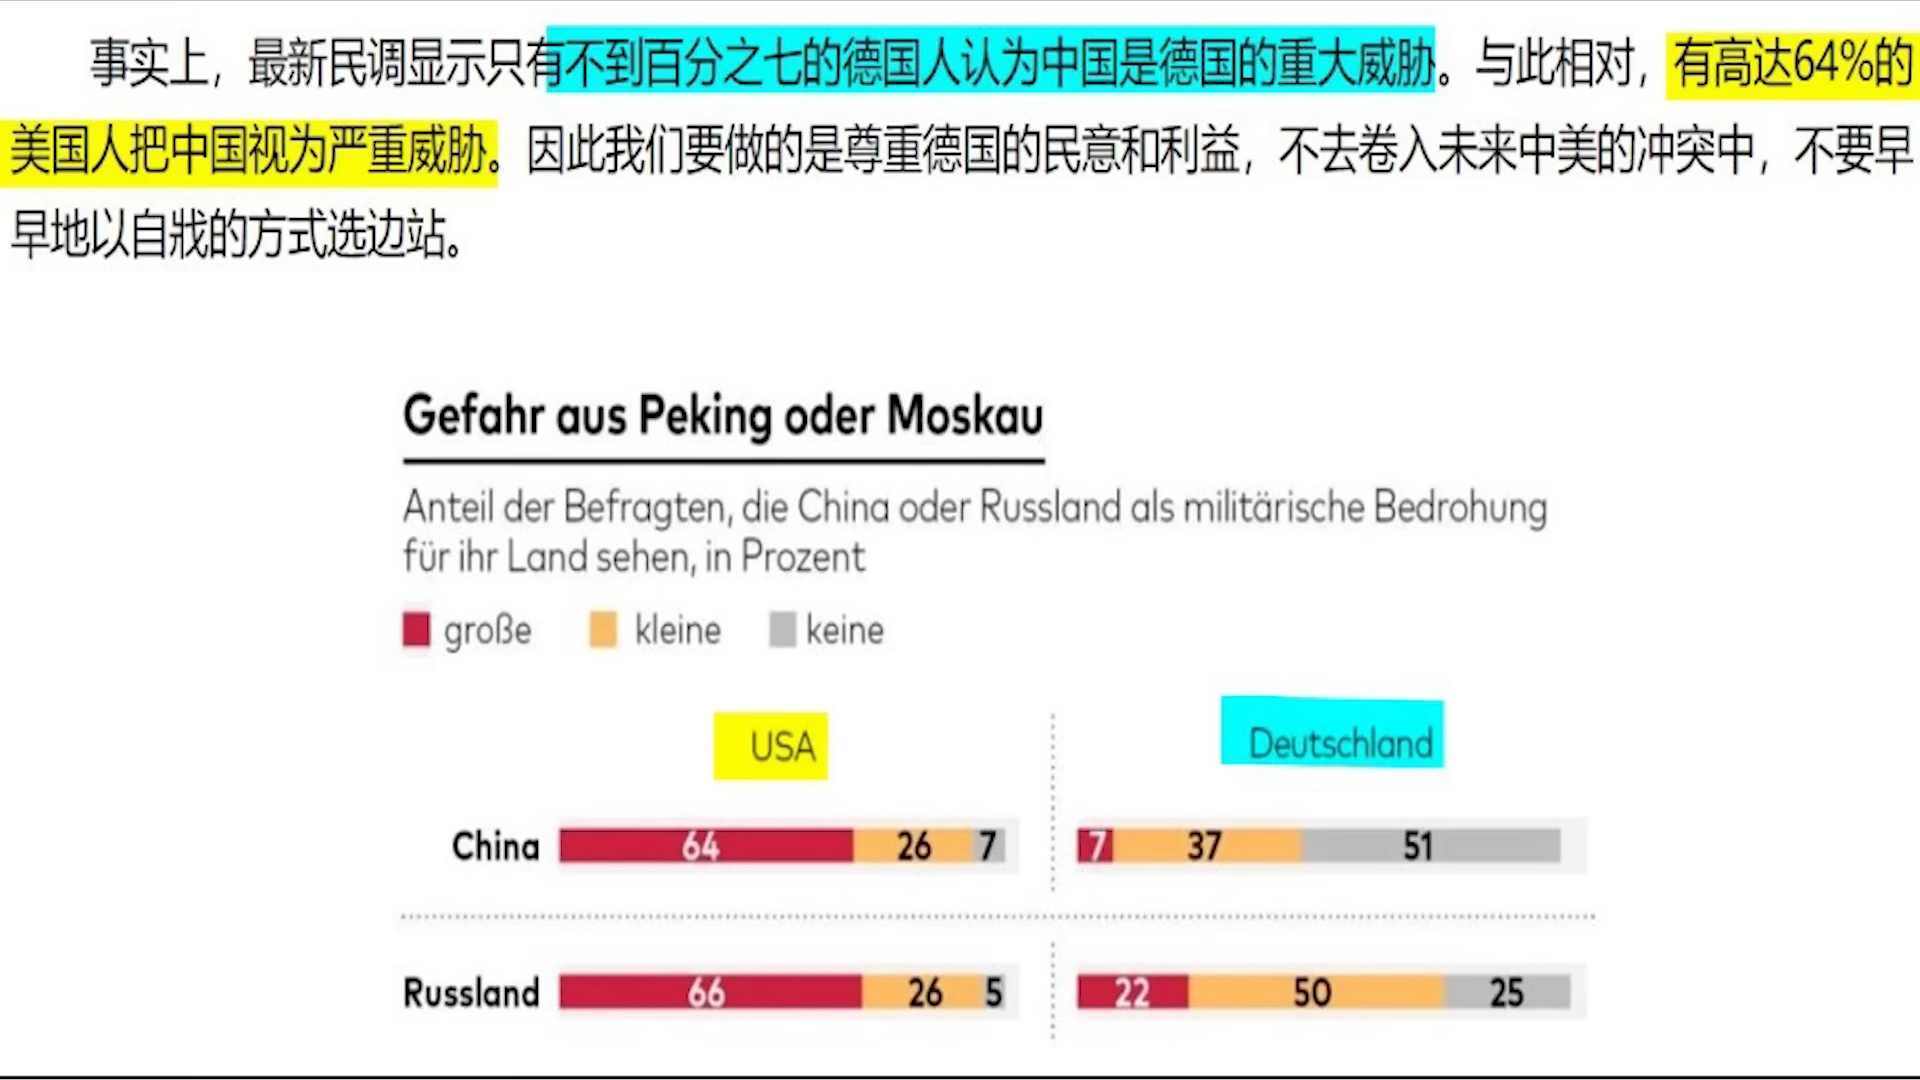 事实上，最新民调显示只有不到百分之七的德国人认为中国是德国的重大威胁。与此相对，有高达64%的
美国人把中国视为严重威胁。因此我们要做的是尊重德国的民意和利益，不去卷入未来中美的冲突中，不要早
早地以自戕的方式选边站。
Gefahr aus Peking oder Moskau
Anteil der Befragten, die China oder Russland als militärische Bedrohung
für ihr Land sehen, in Prozent
große kleine keine
USA Deutschland
China 64 26 7 7 37 51
Russland 66 26 5 22 50 25